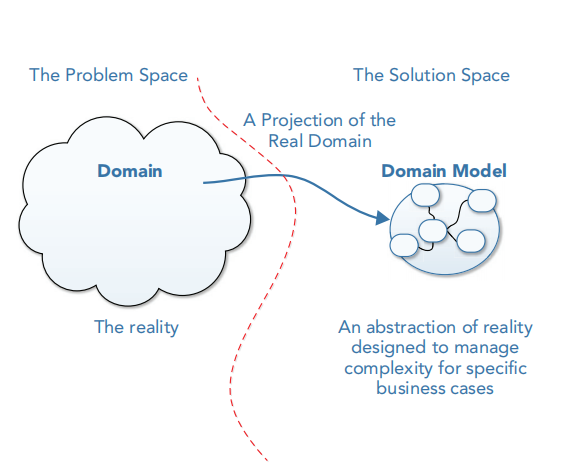 The Problem Space
The Solution Space
A Projection of the
Real Domain
Domain
Domain Model
The reality
An abstraction of reality
designed to manage
complexity for specific
business cases